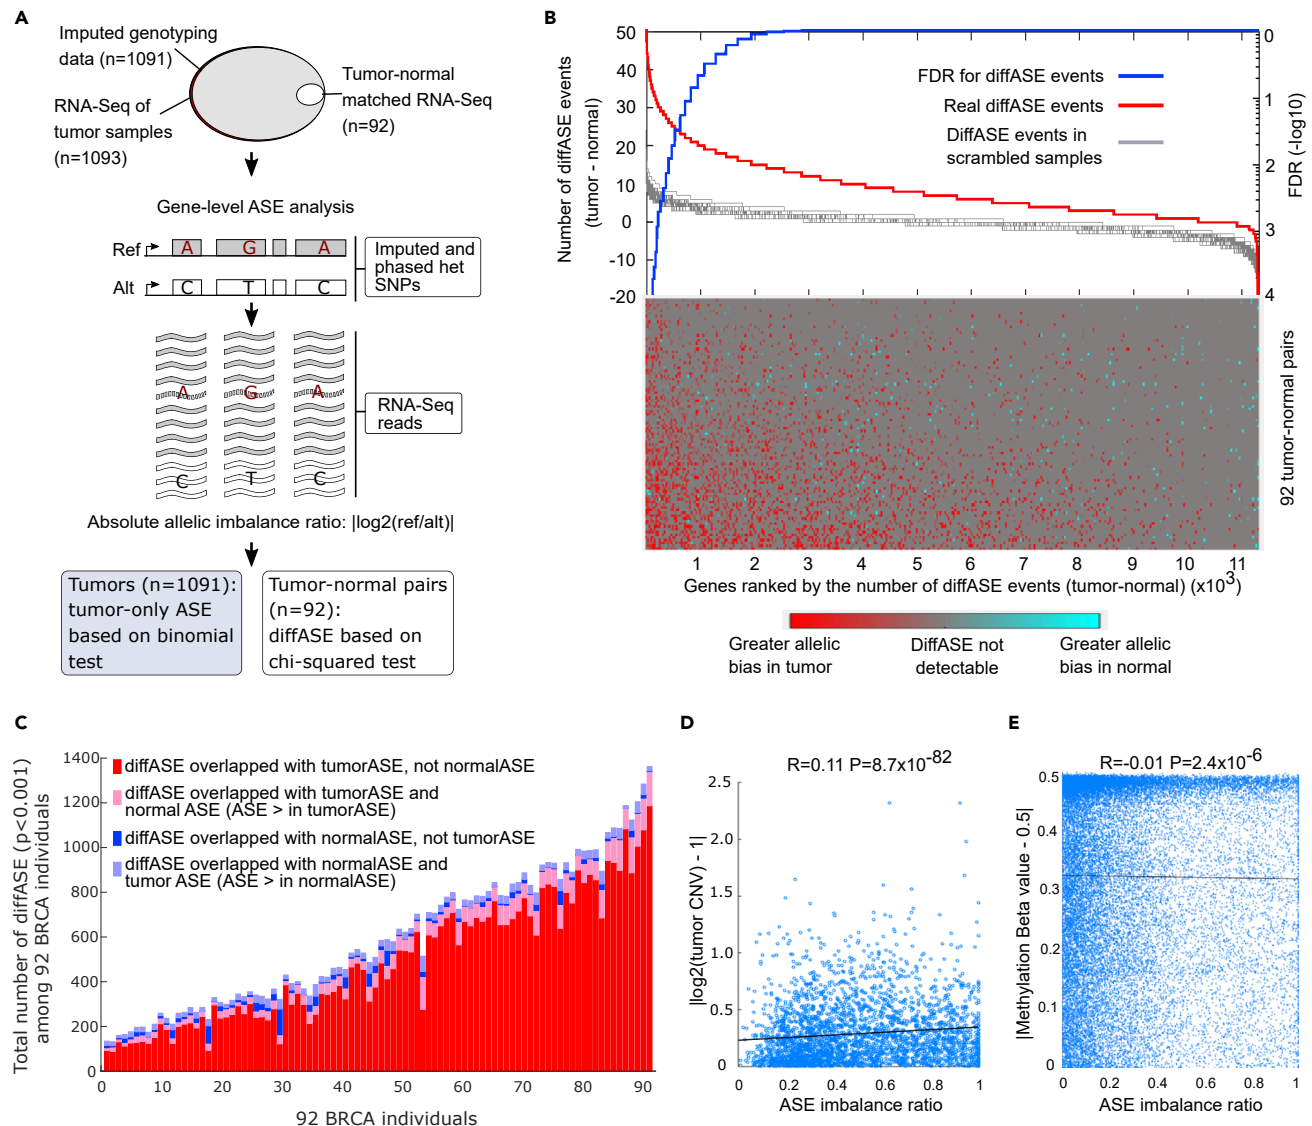 A
Imputed genotyping
data (n=1091)
RNA-Seq of
tumor samples
(n=1093)
Tumor-normal
matched RNA-Seq
(n=92)
Gene-level ASE analysis
Ref
A
G
A
Alt
C
T
C
Imputed and
phased het
SNPs
A
G
A
C
T
C
RNA-Seq
reads
Absolute allelic imbalance ratio: |log2(ref/alt)|
Tumors (n=1091):
tumor-only ASE
based on binomial
test
Tumor-normal pairs
(n=92):
diffASE based on
chi-squared test
B
Number of diffASE events
(tumor - normal)
50
40
30
20
10
0
-10
-20
FDR for diffASE events
Real diffASE events
DiffASE events in
scrambled samples
0
1
2
3
4
FDR (-log10)
92 tumor-normal pairs
1 2 3 4 5 6 7 8 9 10 11
Genes ranked by the number of diffASE events (tumor-normal) (x10³)
Greater allelic
bias in tumor
DiffASE not
detectable
Greater allelic
bias in normal
C
Total number of diffASE (p<0.001)
among 92 BRCA individuals
1400
1200
1000
800
600
400
200
0
diffASE overlapped with tumorASE, not normalASE
diffASE overlapped with tumorASE and
normal ASE (ASE > in tumorASE)
diffASE overlapped with normalASE, not tumorASE
diffASE overlapped with normalASE and
tumor ASE (ASE > in normalASE)
0 10 20 30 40 50 60 70 80 90
92 BRCA individuals
D
R=0.11 P=8.7x10⁻⁸²
|log2(tumor CNV) - 1|
2.5
2.0
1.5
1.0
0.5
0
0 0.2 0.4 0.6 0.8 1
ASE imbalance ratio
E
R=-0.01 P=2.4x10⁻⁶
|Methylation Beta value - 0.5|
0.5
0.4
0.3
0.2
0.1
0
0 0.2 0.4 0.6 0.8 1
ASE imbalance ratio